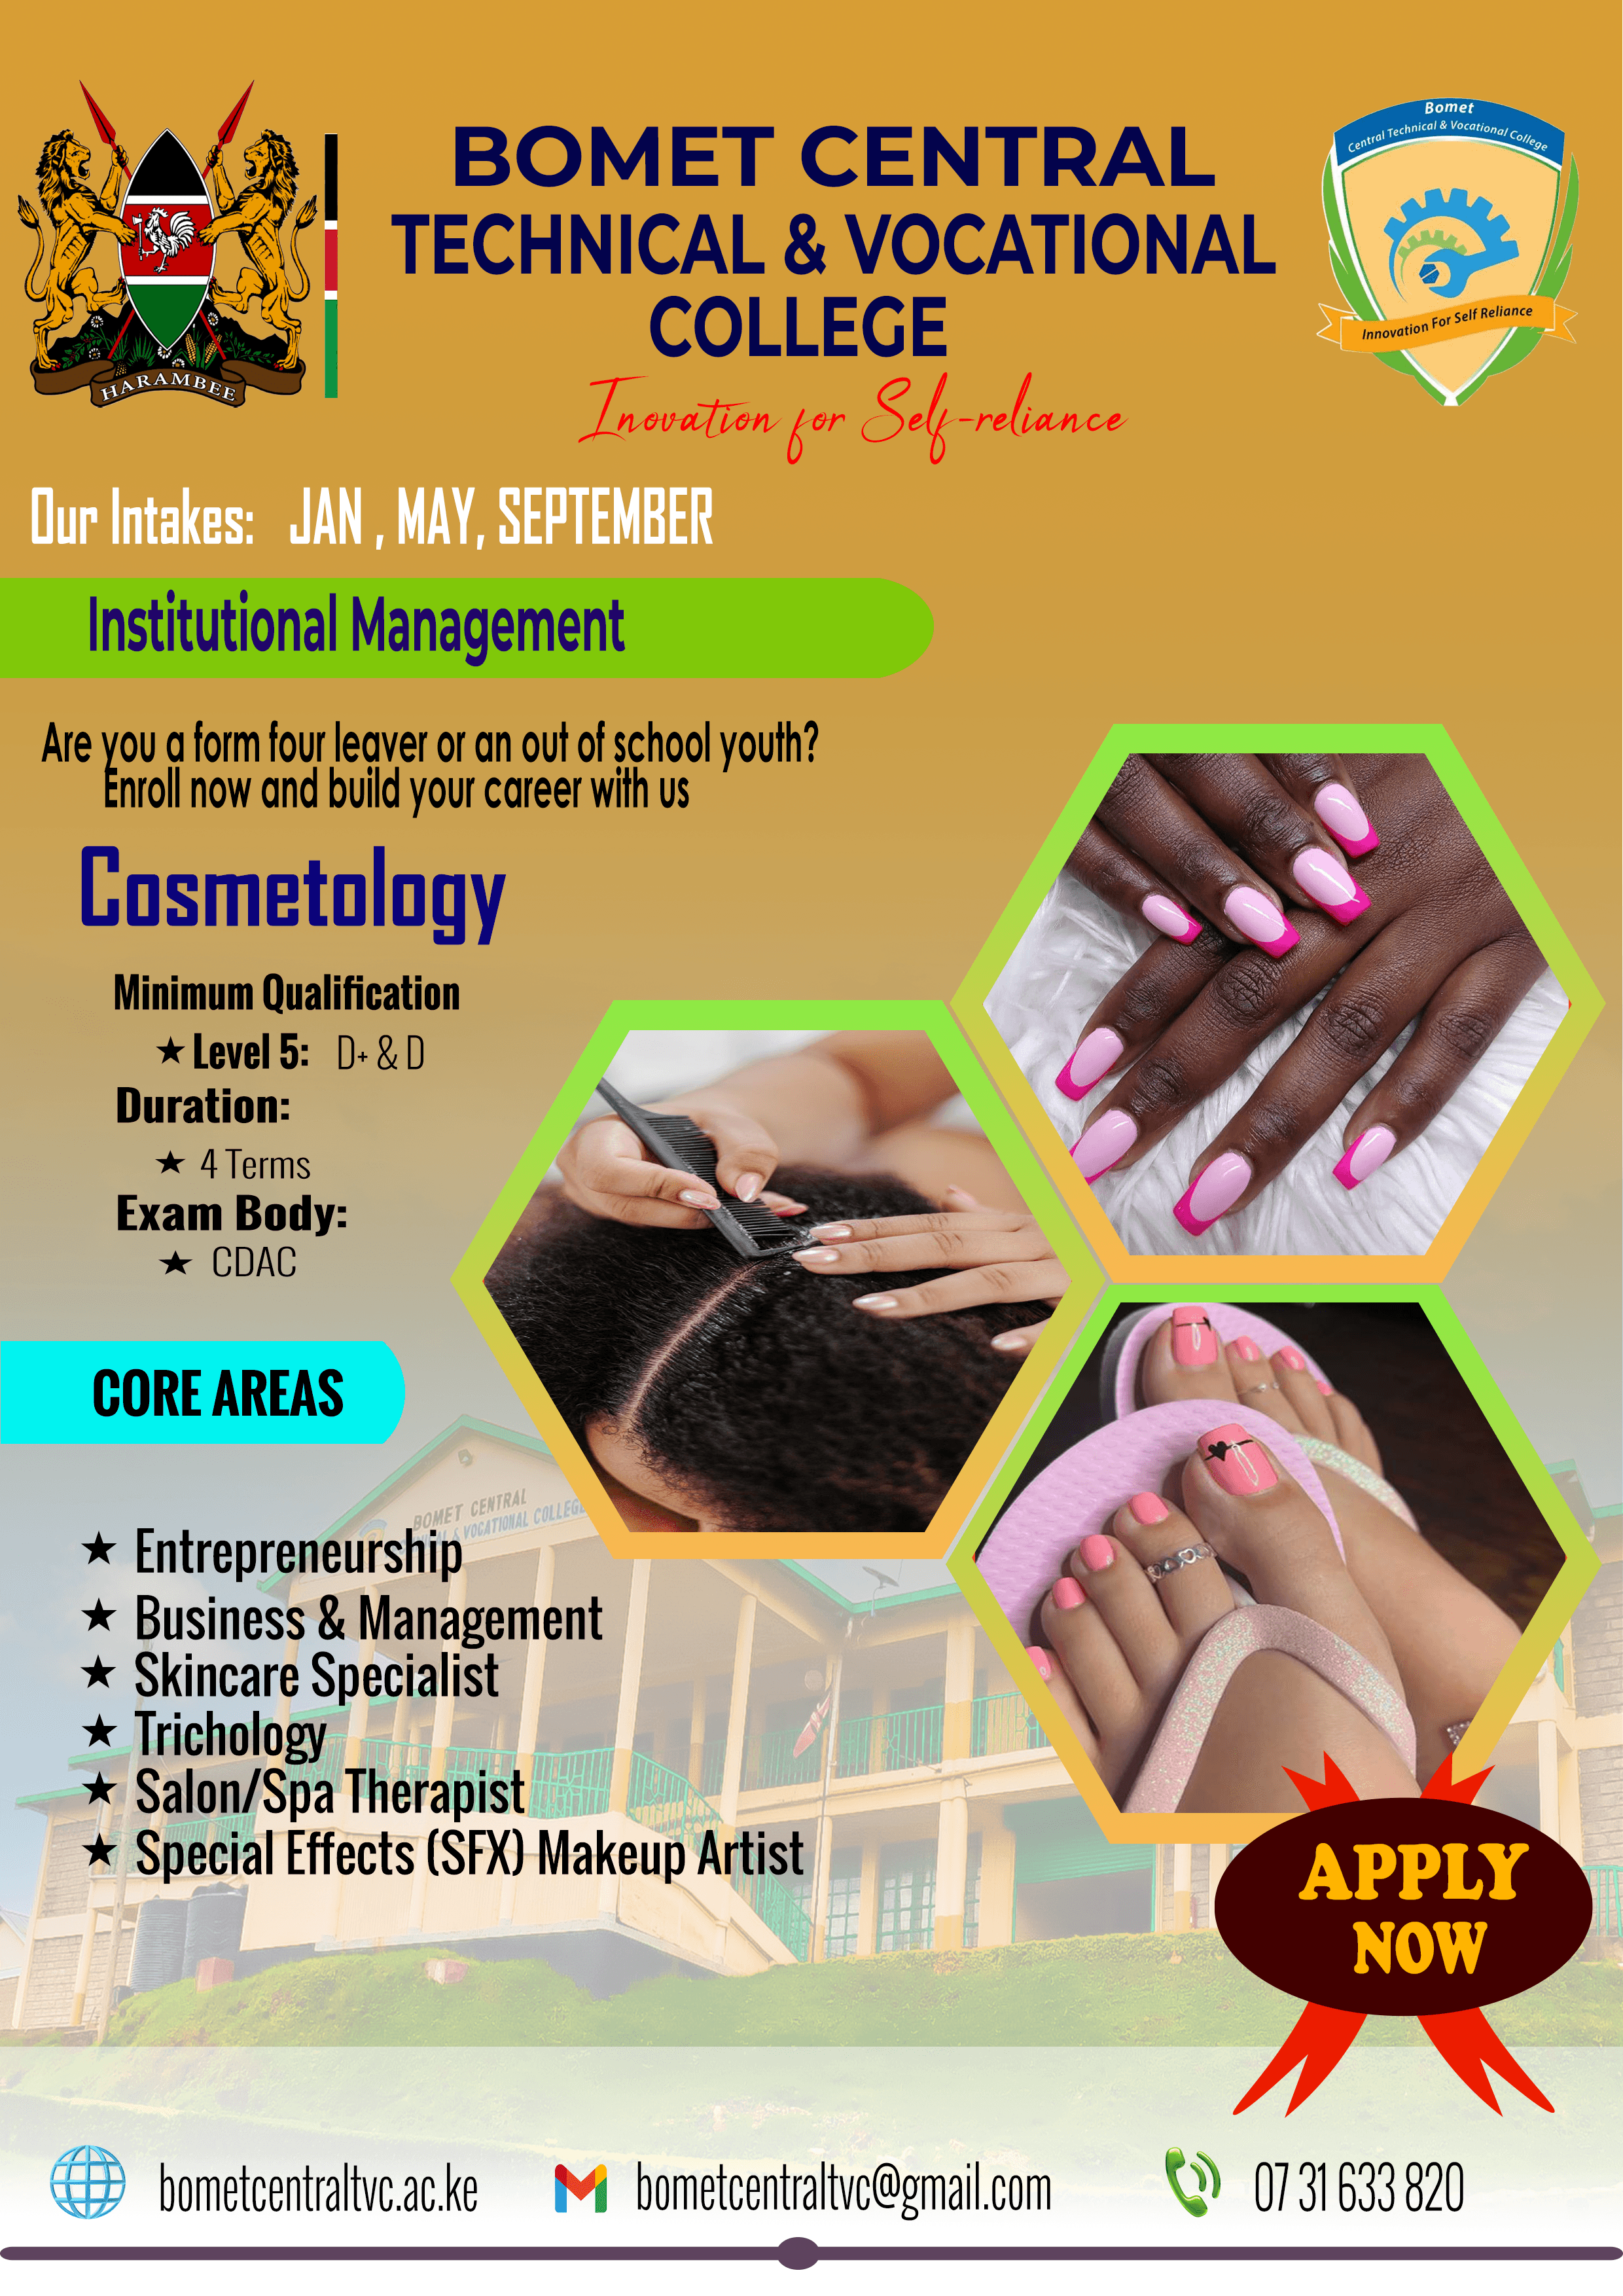 HARAMBEE
BOMET CENTRAL
TECHNICAL & VOCATIONAL
COLLEGE
Inovation for Self-reliance
Bomet
Central Technical & Vocational College
Innovation For Self Reliance
Our Intakes: JAN , MAY, SEPTEMBER
Institutional Management
Are you a form four leaver or an out of school youth?
Enroll now and build your career with us
Cosmetology
Minimum Qualification
★ Level 5: D+ & D
Duration:
★ 4 Terms
Exam Body:
★ CDAC
CORE AREAS
BOMET CENTRAL
& VOCATIONAL COLLEGE
★ Entrepreneurship
★ Business & Management
★ Skincare Specialist
★ Trichology
★ Salon/Spa Therapist
★ Special Effects (SFX) Makeup Artist
APPLY
NOW
bometcentraltvc.ac.ke
bometcentraltvc@gmail.com
07 31 633 820